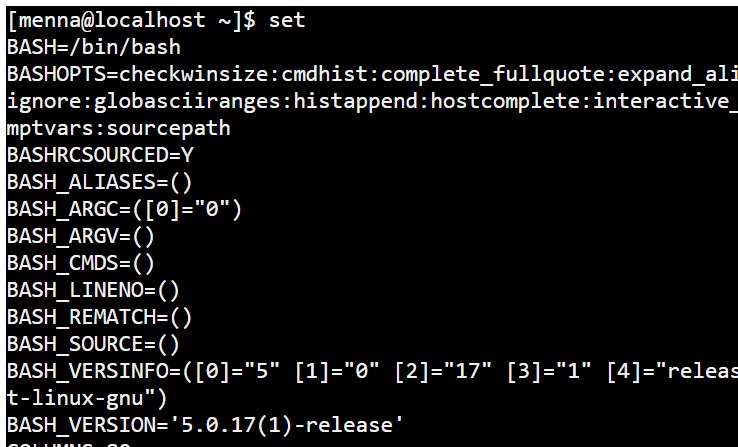 [menna@localhost ~]$ set
BASH=/bin/bash
BASHOPTS=checkwinsize:cmdhist:complete_fullquote:expand_ali
ignore:globasciiranges:histappend:hostcomplete:interactive_
mptvars:sourcepath
BASHRCSOURCED=Y
BASH_ALIASES=()
BASH_ARGC=([0]="0")
BASH_ARGV=()
BASH_CMDS=()
BASH_LINENO=()
BASH_REMATCH=()
BASH_SOURCE=()
BASH_VERSINFO=([0]="5" [1]="0" [2]="17" [3]="1" [4]="releas
t-linux-gnu")
BASH_VERSION='5.0.17(1)-release'